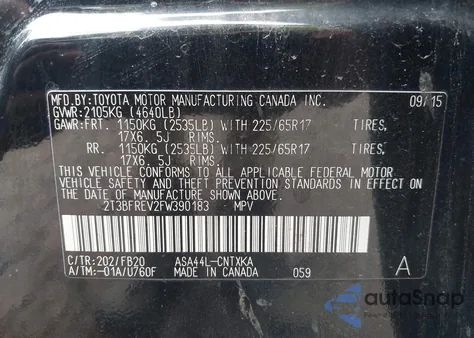 MFD.BY:TOYOTA MOTOR MANUFACTURING CANADA INC. 09/15
GVWR:2105KG (4640LB)
GAWR:FRT. 1150KG (2535LB) WITH 225/65R17 TIRES,
17X6. 5J RIMS.
RR. 1150KG (2535LB) WITH 225/65R17 TIRES,
17X6. 5J RIMS.
THIS VEHICLE CONFORMS TO ALL APPLICABLE FEDERAL MOTOR
VEHICLE SAFETY AND THEFT PREVENTION STANDARDS IN EFFECT ON
THE DATE OF MANUFACTURE SHOWN ABOVE.
2T3BFREV2FW390183 MPV
C/TR:202/FB20 ASA44L-CNTXKA
A/TM:-01A/U760F MADE IN CANADA 059 A
autoSnap